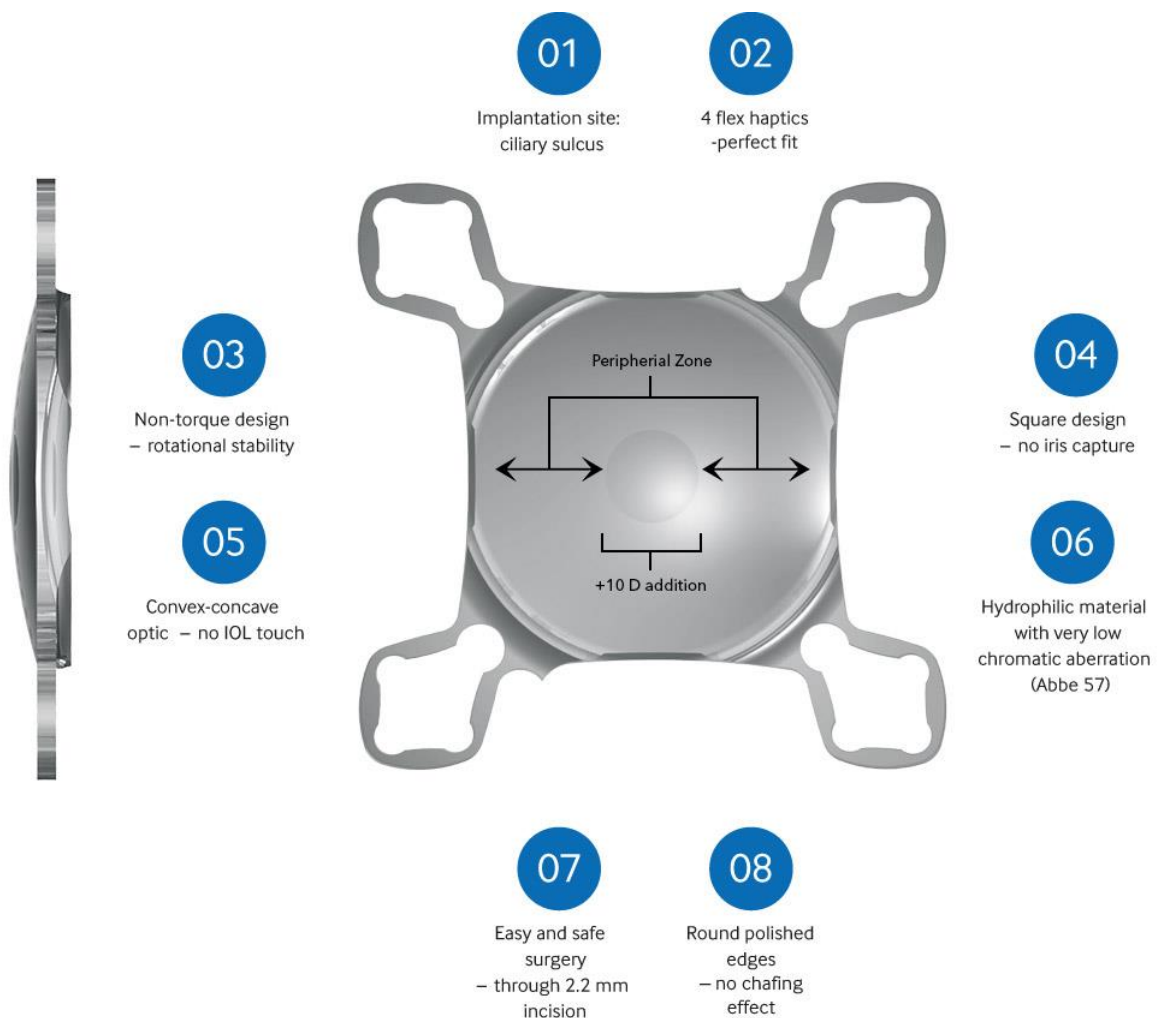 01
Implantation site:
ciliary sulcus
02
4 flex haptics
-perfect fit
03
Non-torque design
– rotational stability
Peripherial Zone
04
Square design
– no iris capture
05
Convex-concave
optic – no IOL touch
+10 D addition
06
Hydrophilic material
with very low
chromatic aberration
(Abbe 57)
07
Easy and safe
surgery
– through 2.2 mm
incision
08
Round polished
edges
– no chafing
effect